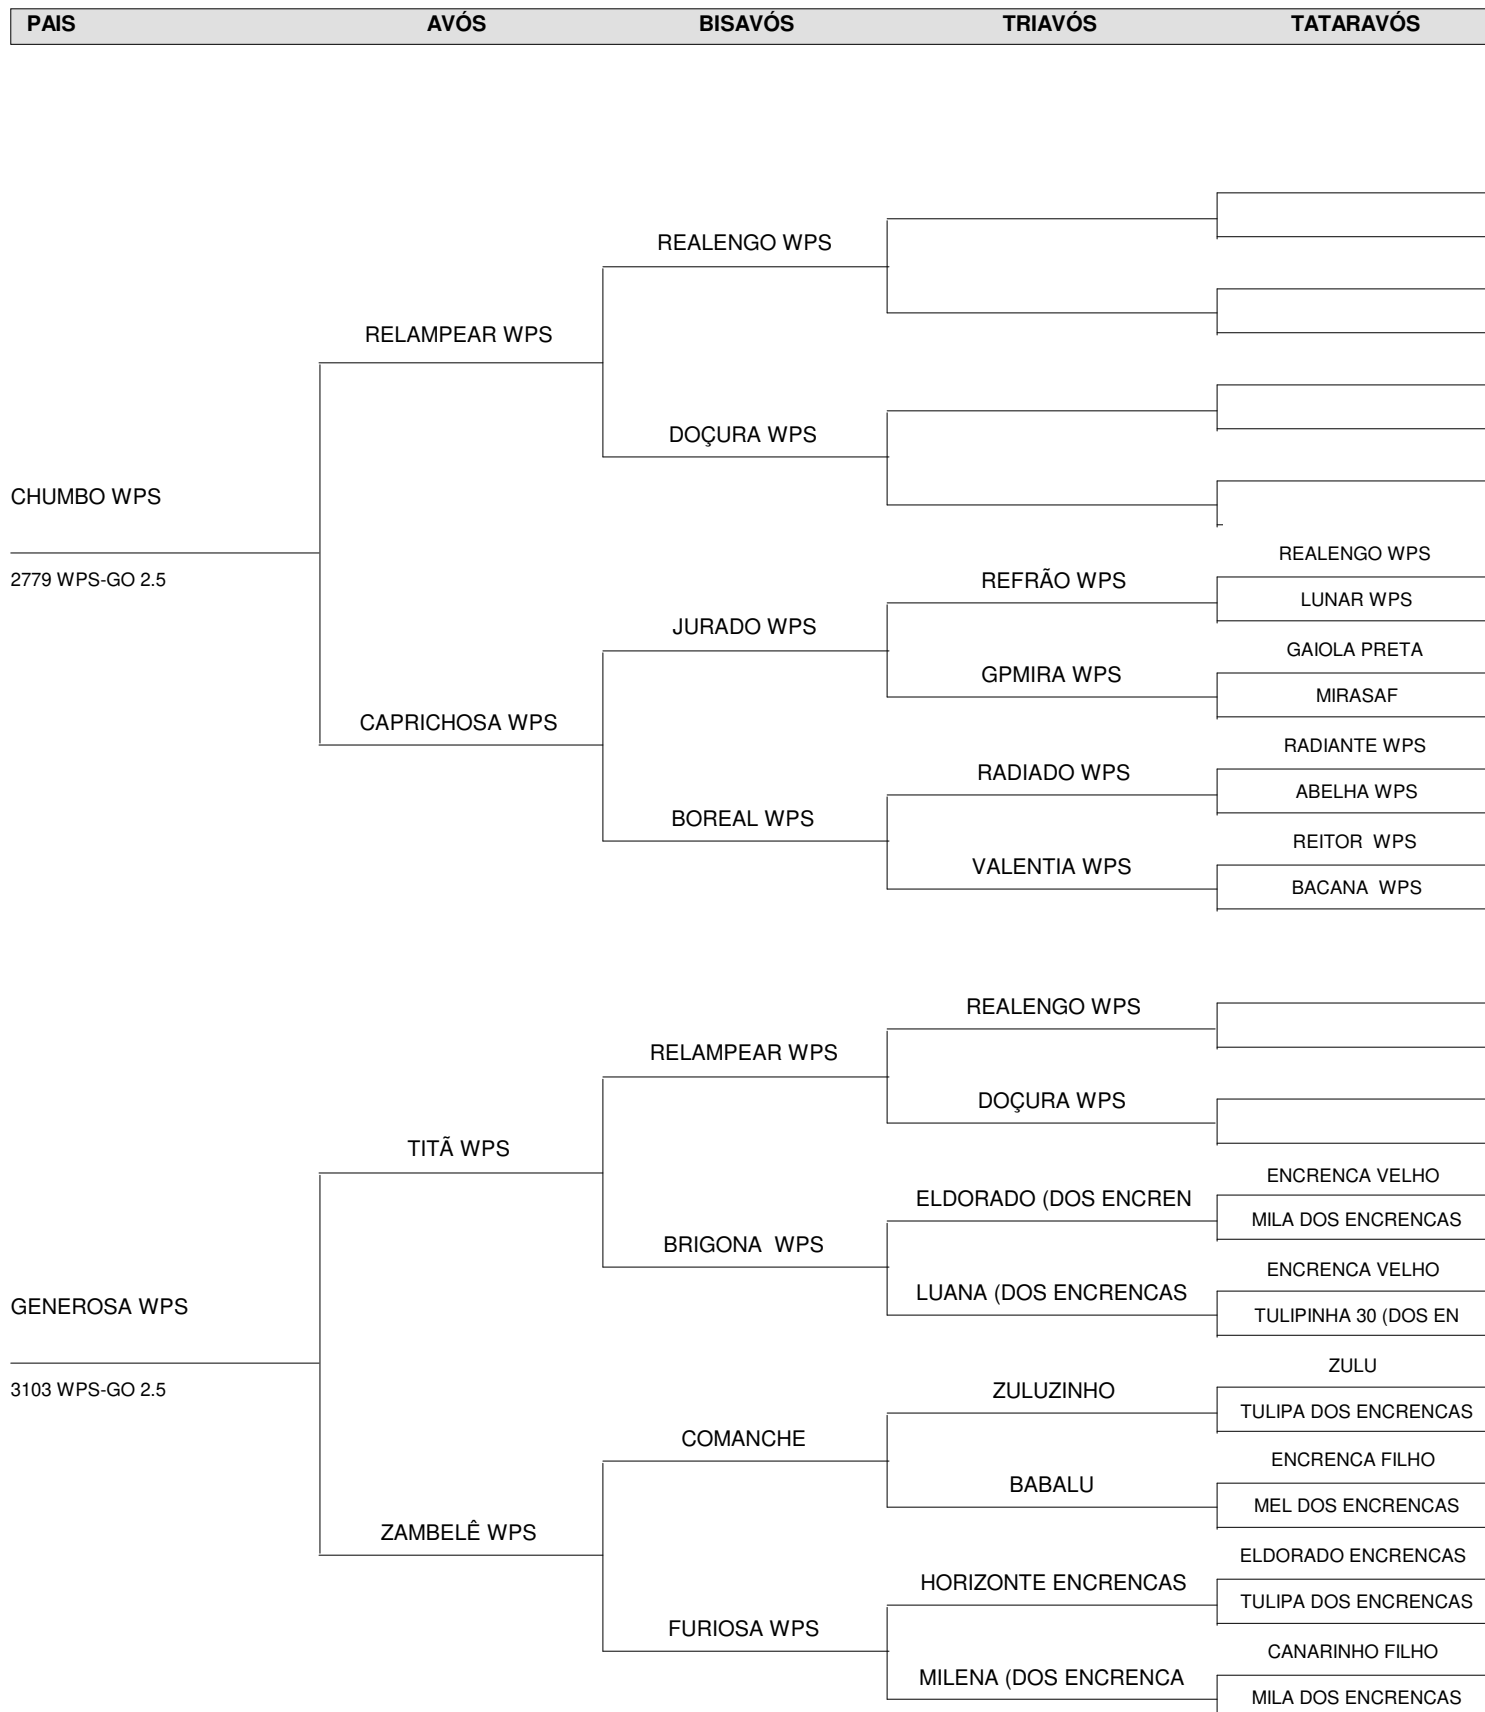 PAIS AVÓS BISAVÓS TRIAVÓS TATARAVÓS
REALENGO WPS
RELAMPEAR WPS
DOÇURA WPS
CHUMBO WPS
2779 WPS-GO 2.5
REALENGO WPS
REFRÃO WPS
LUNAR WPS
JURADO WPS
GAIOLA PRETA
GPMIRA WPS
MIRASAF
CAPRICHOSA WPS
RADIANTE WPS
RADIADO WPS
ABELHA WPS
BOREAL WPS
REITOR  WPS
VALENTIA WPS
BACANA  WPS
REALENGO WPS
RELAMPEAR WPS
DOÇURA WPS
TITÃ WPS
ENCRENCA VELHO
ELDORADO (DOS ENCREN
MILA DOS ENCRENCAS
BRIGONA  WPS
ENCRENCA VELHO
LUANA (DOS ENCRENCAS
TULIPINHA 30 (DOS EN
GENEROSA WPS
3103 WPS-GO 2.5
ZULU
ZULUZINHO
TULIPA DOS ENCRENCAS
COMANCHE
ENCRENCA FILHO
BABALU
MEL DOS ENCRENCAS
ZAMBELÊ WPS
ELDORADO ENCRENCAS
HORIZONTE ENCRENCAS
TULIPA DOS ENCRENCAS
FURIOSA WPS
CANARINHO FILHO
MILENA (DOS ENCRENCA
MILA DOS ENCRENCAS